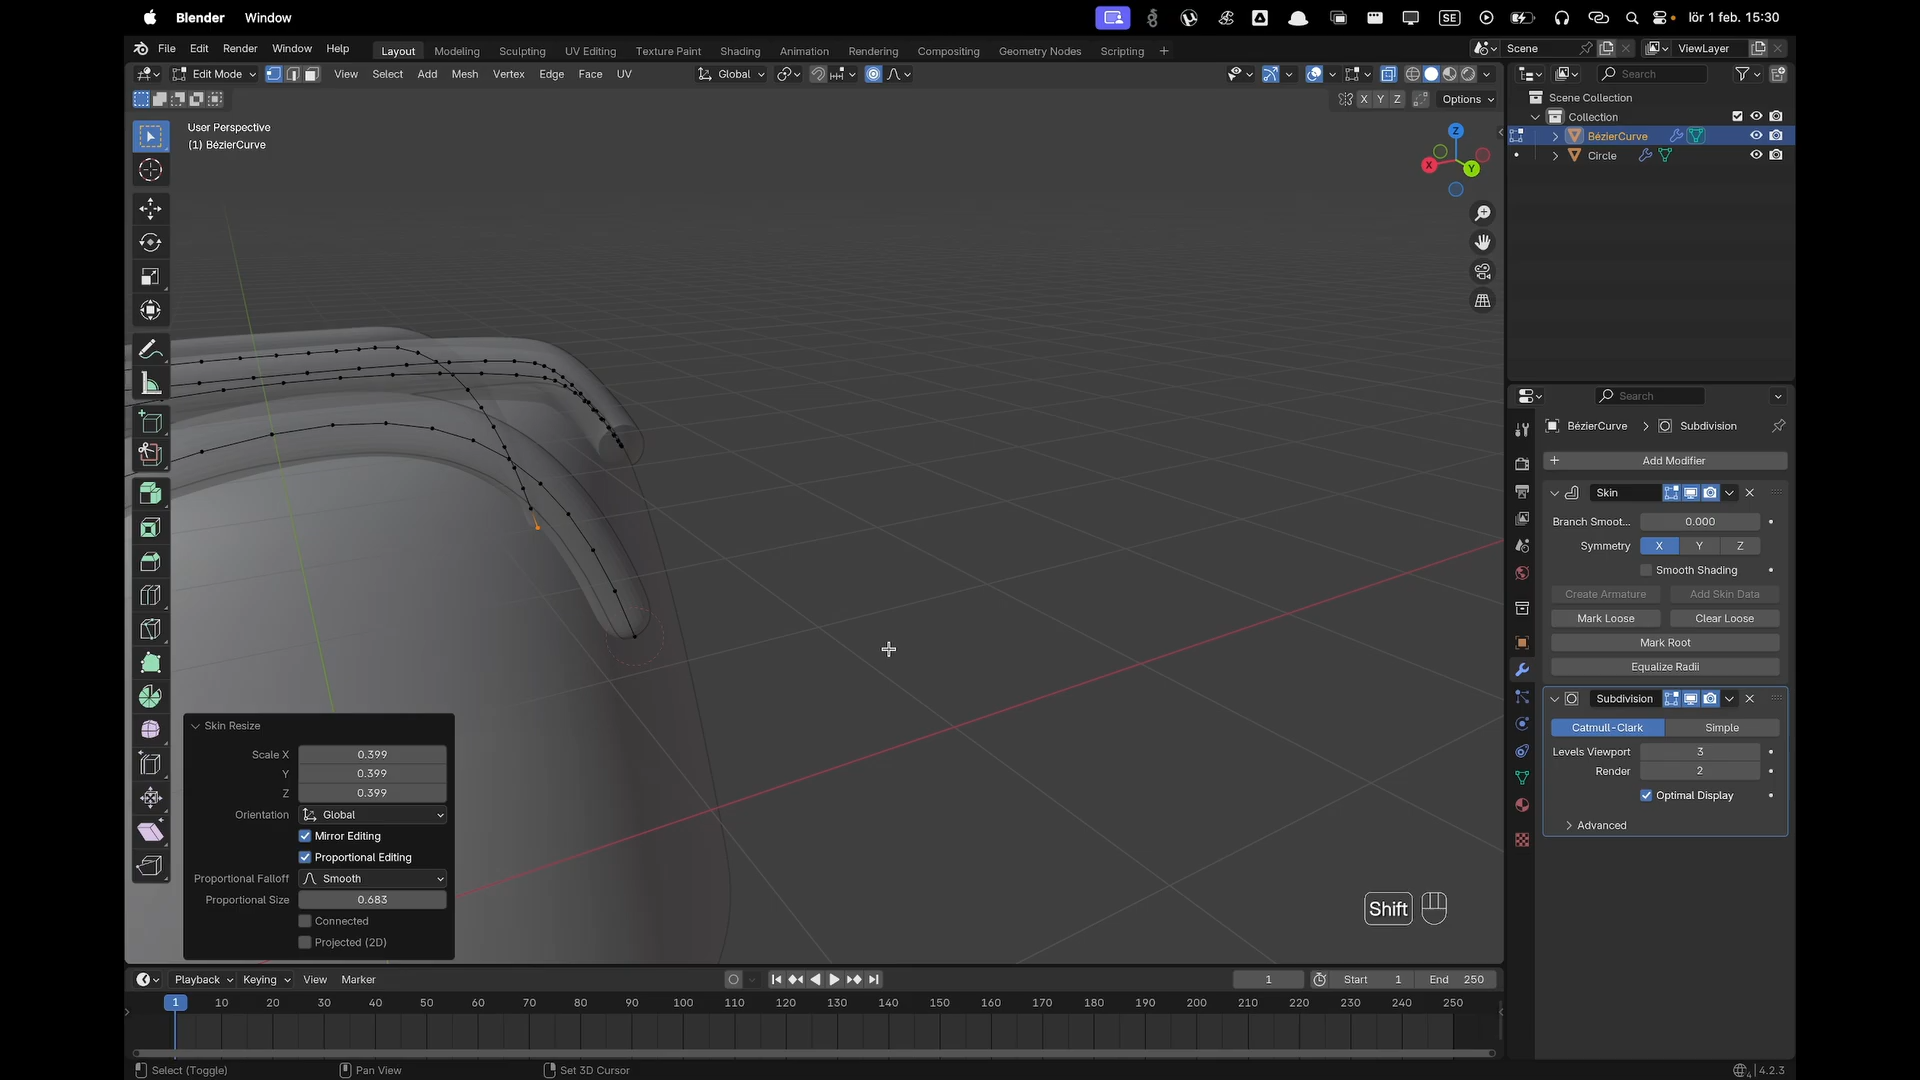 Blender Window SE lör 1 feb. 15:30
File Edit Render Window Help Layout Modeling Sculpting UV Editing Texture Paint Shading Animation Rendering Compositing Geometry Nodes Scripting + Scene ViewLayer
Edit Mode View Select Add Mesh Vertex Edge Face UV Global Search
X Y Z Options
Scene Collection
Collection
BézierCurve
Circle
User Perspective
(1) BézierCurve
Z
X
Y
Search
BézierCurve > Subdivision
+ Add Modifier
Skin
Branch Smoot... 0.000
Symmetry X Y Z
Smooth Shading
Create Armature Add Skin Data
Mark Loose Clear Loose
Mark Root
Equalize Radii
Subdivision
Catmull-Clark Simple
Levels Viewport 3
Render 2
Optimal Display
Advanced
Skin Resize
Scale X 0.399
Y 0.399
Z 0.399
Orientation Global
Mirror Editing
Proportional Editing
Proportional Falloff Smooth
Proportional Size 0.683
Connected
Projected (2D)
Shift
Playback Keying View Marker 1 Start 1 End 250
1 10 20 30 40 50 60 70 80 90 100 110 120 130 140 150 160 170 180 190 200 210 220 230 240 250
Select (Toggle) Pan View Set 3D Cursor 4.2.3